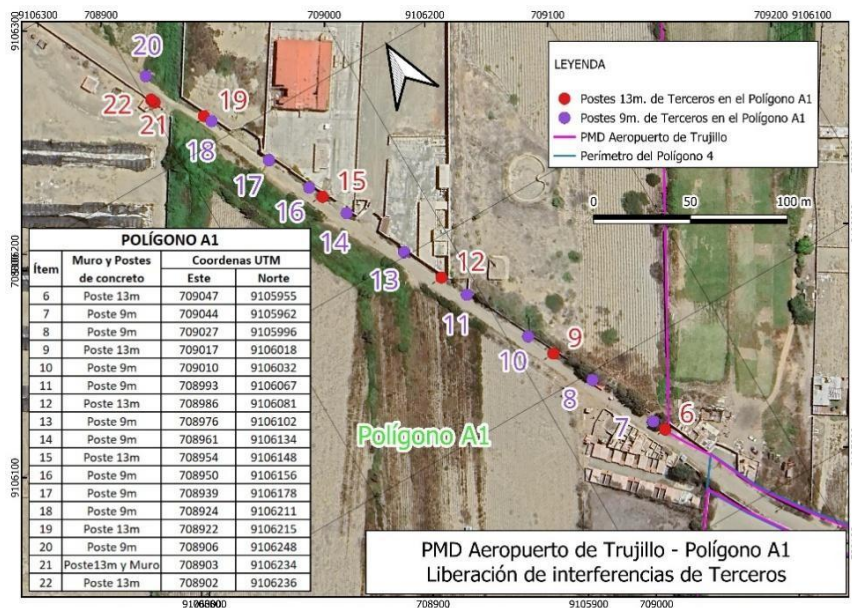 9106300 708900 709000 9106200 709100 709200 9106100
9106300
20
22
21
19
18
17
16
15
14
13
12
11
10
9
8
7
6
LEYENDA
Postes 13m. de Terceros en el Polígono A1
Postes 9m. de Terceros en el Polígono A1
PMD Aeropuerto de Trujillo
Perímetro del Polígono 4
0 50 100 m
POLÍGONO A1
Ítem Muro y Postes de concreto Coordenas UTM
Este Norte
6 Poste 13m 709047 9105955
7 Poste 9m 709044 9105962
8 Poste 9m 709027 9105996
9 Poste 13m 709017 9106018
10 Poste 9m 709010 9106032
11 Poste 9m 708993 9106067
12 Poste 13m 708986 9106081
13 Poste 9m 708976 9106102
14 Poste 9m 708961 9106134
15 Poste 13m 708954 9106148
16 Poste 9m 708950 9106156
17 Poste 9m 708939 9106178
18 Poste 9m 708924 9106211
19 Poste 13m 708922 9106215
20 Poste 9m 708906 9106248
21 Poste13m y Muro 708903 9106234
22 Poste 13m 708902 9106236
Polígono A1
9106100
PMD Aeropuerto de Trujillo - Polígono A1
Liberación de interferencias de Terceros
708900 9105900 709000